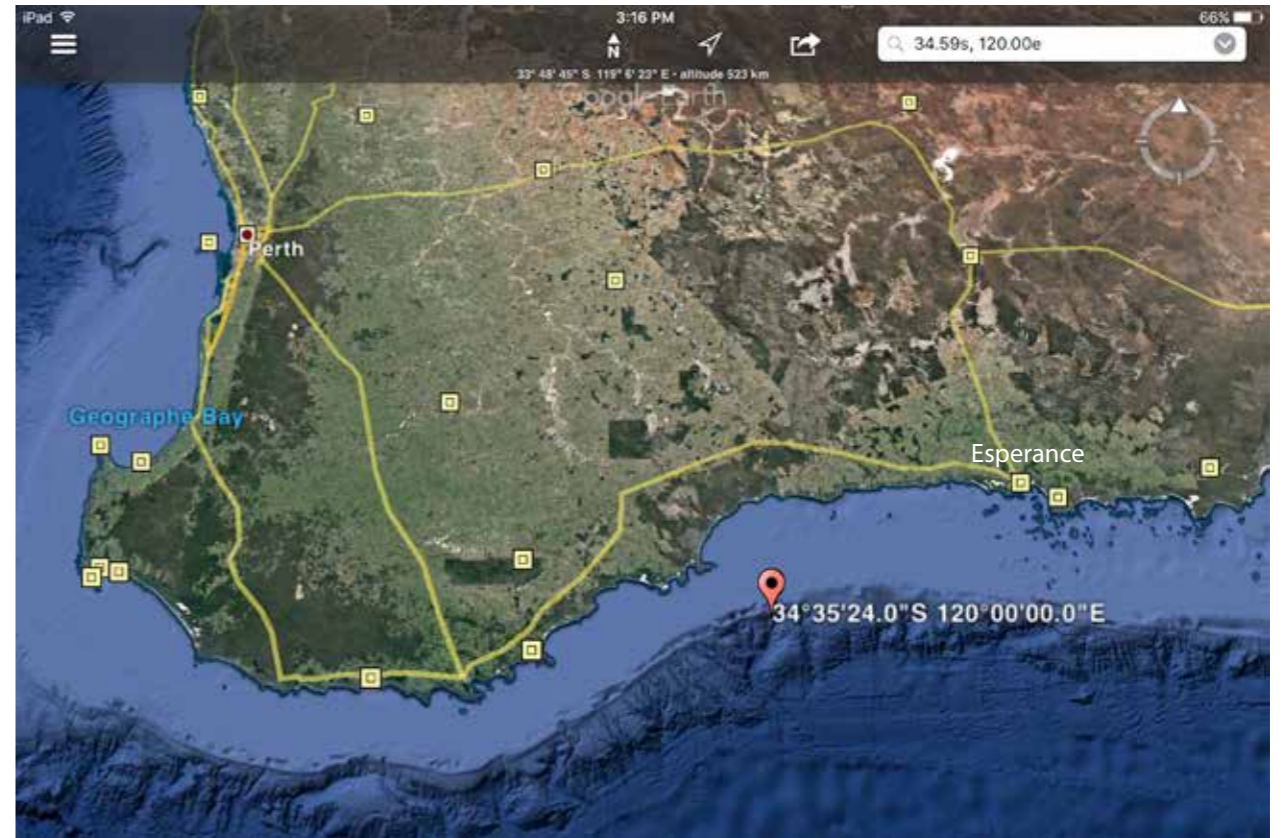 iPad 3:16 PM 66%
N 34.59s, 120.00e
33° 48' 45" S 119° 6' 23" E - altitude 523 km
Google earth
Perth
Geographe Bay
Esperance
34°35'24.0"S 120°00'00.0"E